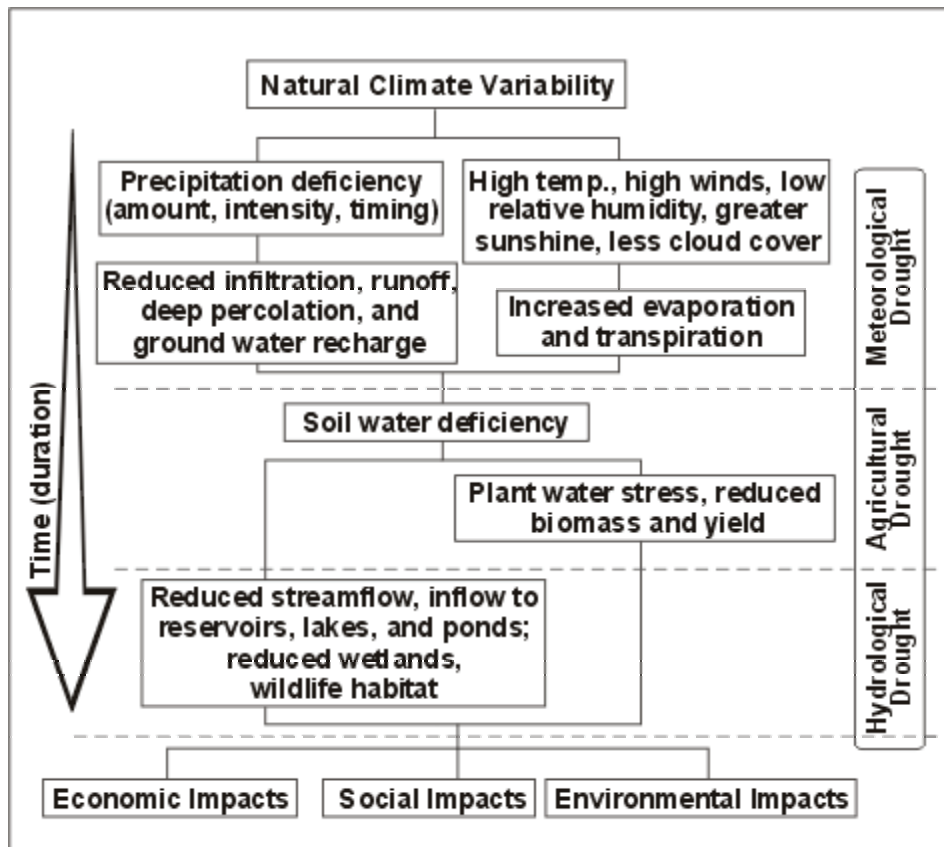 Natural Climate Variability
Precipitation deficiency
(amount, intensity, timing)
High temp., high winds, low
relative humidity, greater
sunshine, less cloud cover
Reduced infiltration, runoff,
deep percolation, and
ground water recharge
Increased evaporation
and transpiration
Meteorological
Drought
Time (duration)
Soil water deficiency
Plant water stress, reduced
biomass and yield
Agricultural
Drought
Reduced streamflow, inflow to
reservoirs, lakes, and ponds;
reduced wetlands,
wildlife habitat
Hydrological
Drought
Economic Impacts
Social Impacts
Environmental Impacts